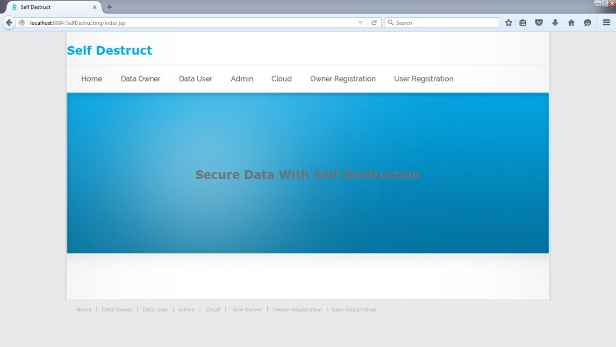 Self Destruct
localhost:8084/SelfDestructing/index.jsp
Search
Self Destruct
Home Data Owner Data User Admin Cloud Owner Registration User Registration
Secure Data With Self Destruction
Home | Data Owner | Data User | Admin | Cloud | Time Server | Owner Registration | User Registration